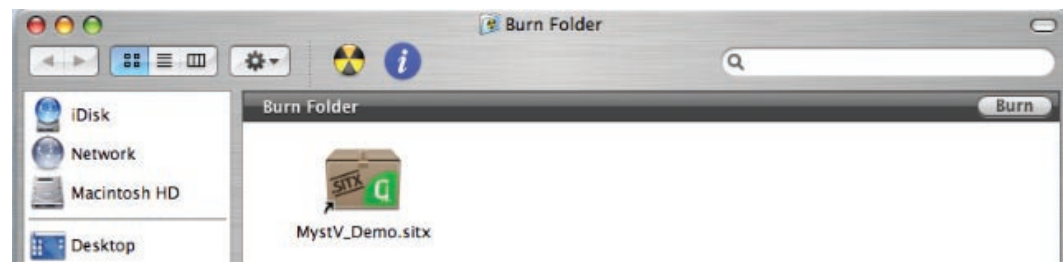 Burn Folder
iDisk
Network
Macintosh HD
Desktop
Burn Folder
Burn
SITX
MystV_Demo.sitx